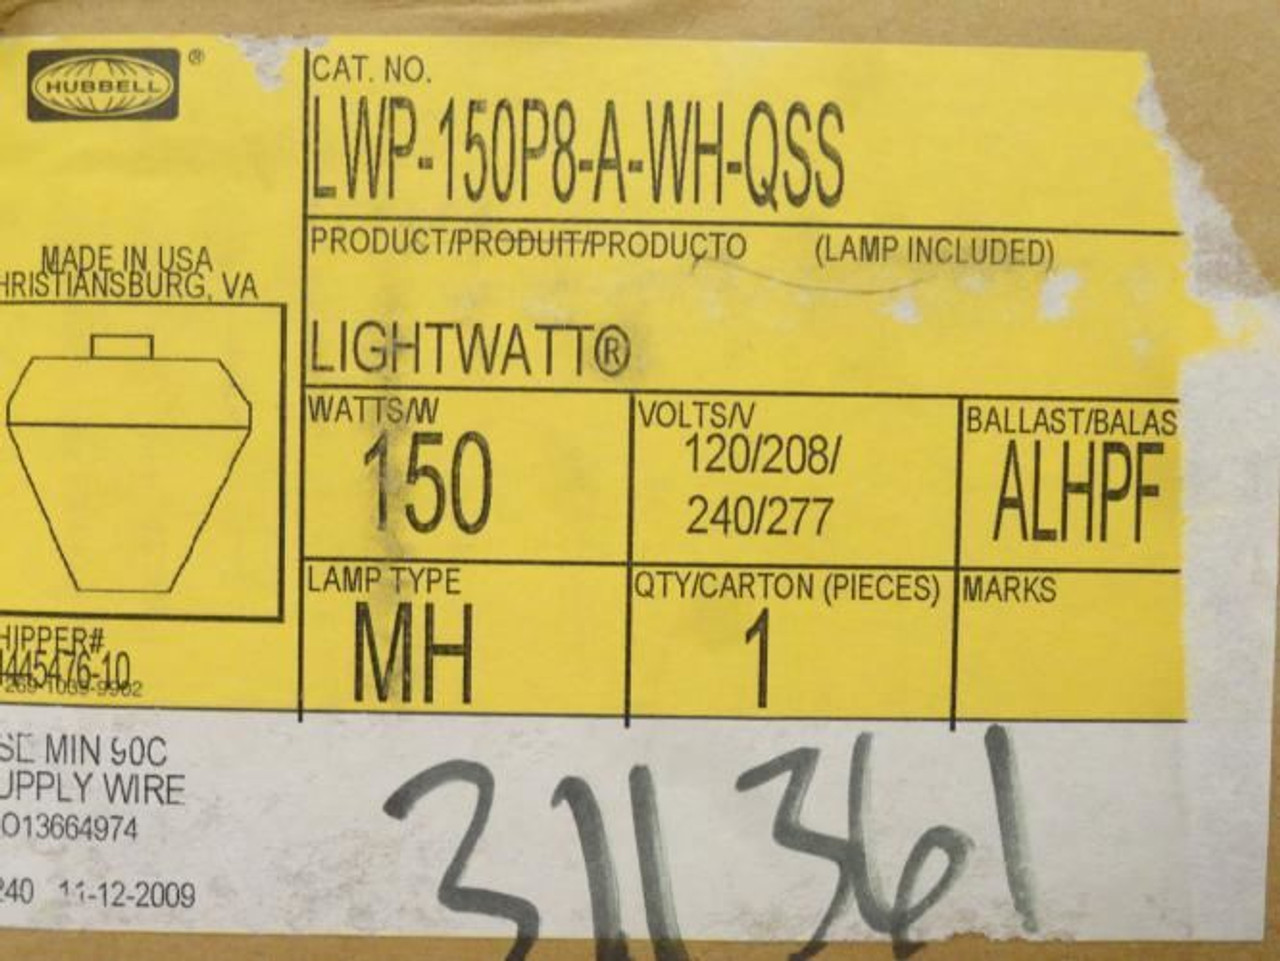 HUBBELL ®
CAT. NO.
LWP-150P8-A-WH-QSS
MADE IN USA
HRISTIANSBURG, VA
PRODUCT/PRODUIT/PRODUCTO (LAMP INCLUDED)
LIGHTWATT®
WATTS/W
150
VOLTS/V
120/208/
240/277
BALLAST/BALAS
ALHPF
LAMP TYPE
MH
QTY/CARTON (PIECES)
1
MARKS
HIPPER#
445476-10
SE MIN 90C
UPPLY WIRE
O13664974
240 11-12-2009
311361